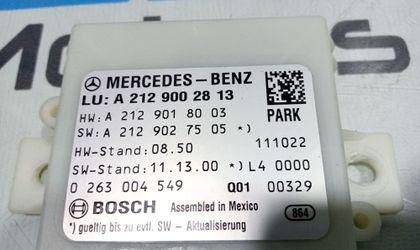 MERCEDES-BENZ
LU: A 212 900 28 13
HW: A 212 901 80 03
PARK
SW: A 212 902 75 05 *)
HW-Stand: 08.50
111022
SW-Stand: 11.13.00 *) L4 0000
0 263 004 549 Q01 00329
BOSCH Assembled in Mexico 864
*) gueltig bis zu evtl. SW - Aktualisierung